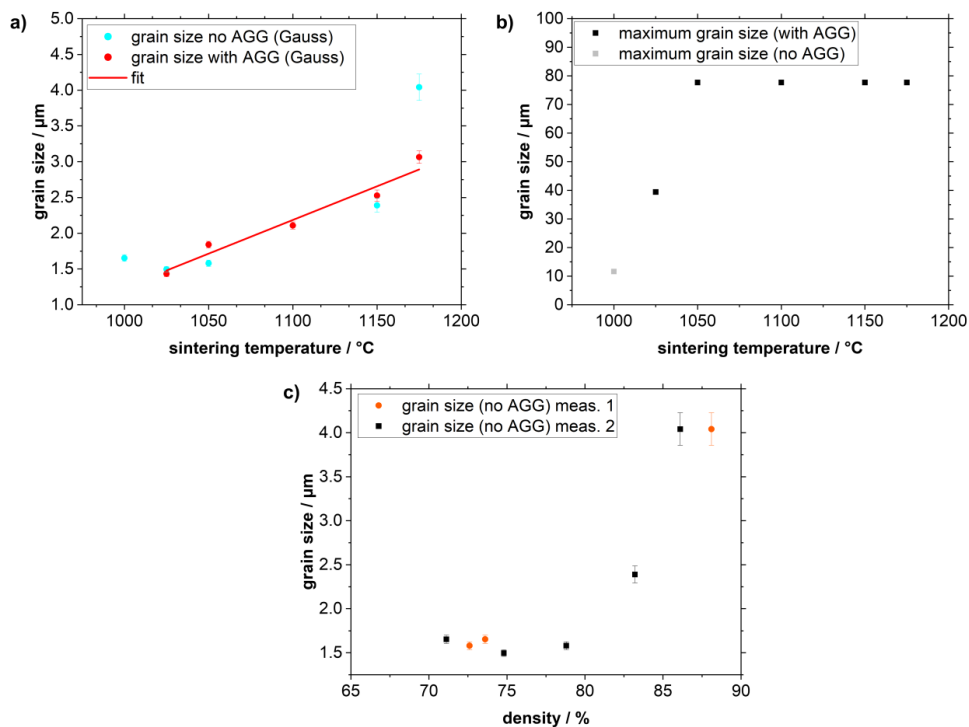 a)
5.0
4.5
4.0
3.5
3.0
2.5
2.0
1.5
1.0
grain size / µm
grain size no AGG (Gauss)
grain size with AGG (Gauss)
fit
1000 1050 1100 1150 1200
sintering temperature / °C
b)
100
90
80
70
60
50
40
30
20
10
0
grain size / µm
maximum grain size (with AGG)
maximum grain size (no AGG)
1000 1050 1100 1150 1200
sintering temperature / °C
c)
4.5
4.0
3.5
3.0
2.5
2.0
1.5
grain size / µm
grain size (no AGG) meas. 1
grain size (no AGG) meas. 2
65 70 75 80 85 90
density / %